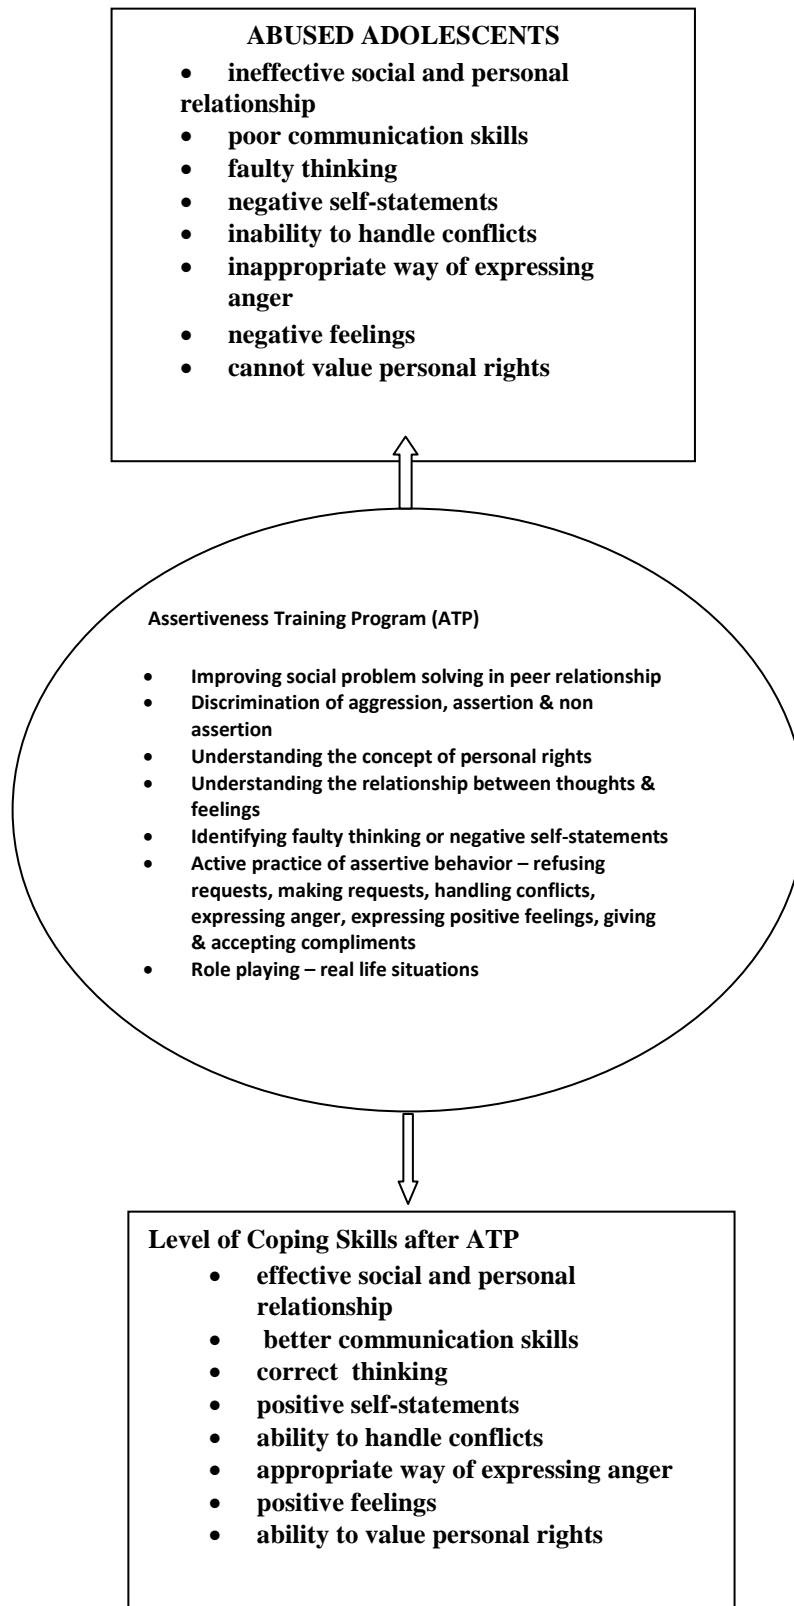 ABUSED ADOLESCENTS
• ineffective social and personal
relationship
• poor communication skills
• faulty thinking
• negative self-statements
• inability to handle conflicts
• inappropriate way of expressing
anger
• negative feelings
• cannot value personal rights
Assertiveness Training Program (ATP)
• Improving social problem solving in peer relationship
• Discrimination of aggression, assertion & non
assertion
• Understanding the concept of personal rights
• Understanding the relationship between thoughts &
feelings
• Identifying faulty thinking or negative self-statements
• Active practice of assertive behavior – refusing
requests, making requests, handling conflicts,
expressing anger, expressing positive feelings, giving
& accepting compliments
• Role playing – real life situations
Level of Coping Skills after ATP
• effective social and personal
relationship
• better communication skills
• correct thinking
• positive self-statements
• ability to handle conflicts
• appropriate way of expressing anger
• positive feelings
• ability to value personal rights